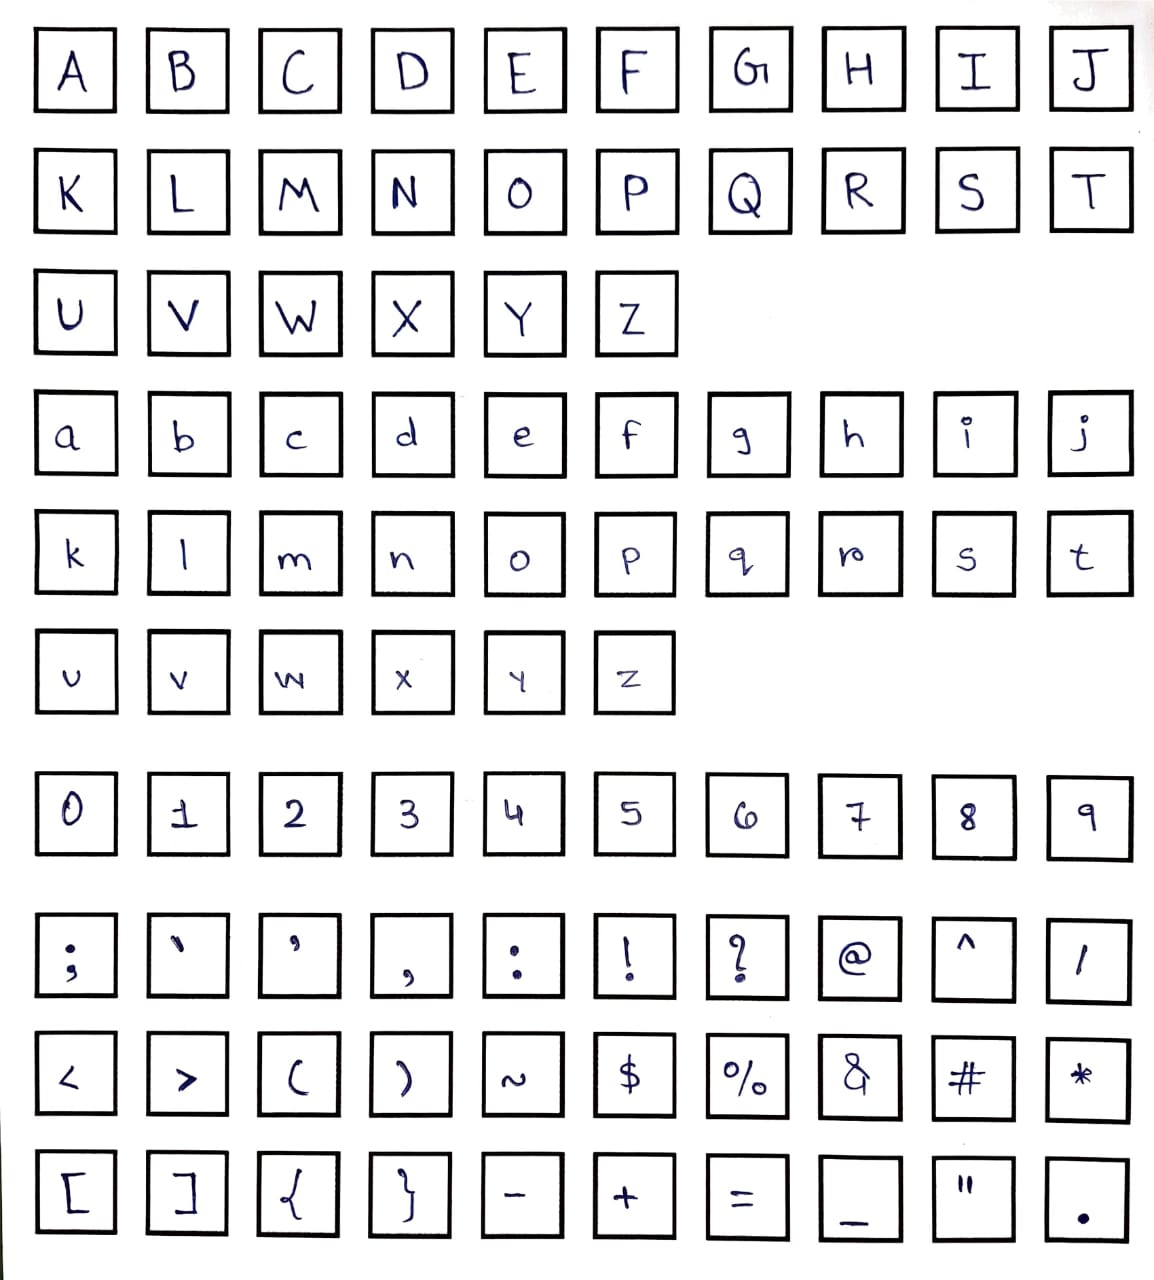 A B C D E F G H I J
K L M N O P Q R S T
U V W X Y Z
a b c d e f g h i j
k l m n o p q r s t
u v w x y z
0 1 2 3 4 5 6 7 8 9
; ` ' , : ! ? @ ^ /
< > ( ) ~ $ % & # *
[ ] { } - + = _ " .